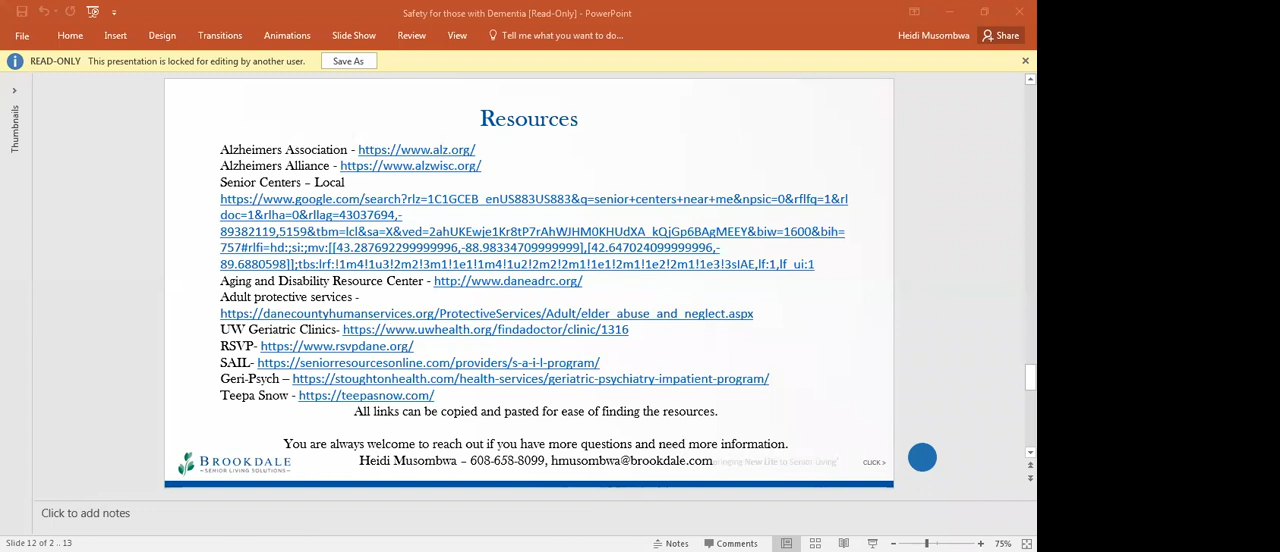 Safety for those with Dementia [Read-Only] - PowerPoint
File Home Insert Design Transitions Animations Slide Show Review View Tell me what you want to do... Heidi Musombwa Share
READ-ONLY This presentation is locked for editing by another user. Save As
Thumbnails
Resources
Alzheimers Association - https://www.alz.org/
Alzheimers Alliance - https://www.alzwisc.org/
Senior Centers – Local
https://www.google.com/search?rlz=1C1GCEB_enUS883US883&q=senior+centers+near+me&npsic=0&rflfq=1&rl
doc=1&rlha=0&rllag=43037694,-
89382119,5159&tbm=lcl&sa=X&ved=2ahUKEwje1Kr8tP7rAhWJHM0KHUdXA_kQjGp6BAgMEEY&biw=1600&bih=
757#rlfi=hd:;si:;mv:[[43.287692299999996,-88.98334709999999],[42.647024099999996,-
89.6880598]];tbs:lrf:!1m4!1u3!2m2!3m1!1e1!1m4!1u2!2m2!2m1!1e1!2m1!1e2!2m1!1e3!3sIAE,lf:1,lf_ui:1
Aging and Disability Resource Center - http://www.daneadrc.org/
Adult protective services -
https://danecountyhumanservices.org/ProtectiveServices/Adult/elder_abuse_and_neglect.aspx
UW Geriatric Clinics- https://www.uwhealth.org/findadoctor/clinic/1316
RSVP- https://www.rsvpdane.org/
SAIL- https://seniorresourcesonline.com/providers/s-a-i-l-program/
Geri-Psych – https://stoughtonhealth.com/health-services/geriatric-psychiatry-impatient-program/
Teepa Snow - https://teepasnow.com/
All links can be copied and pasted for ease of finding the resources.
You are always welcome to reach out if you have more questions and need more information.
Heidi Musombwa – 608-658-8099, hmusombwa@brookdale.com
BROOKDALE
SENIOR LIVING SOLUTIONS
New Life to Senior Living
CLICK >
Click to add notes
Slide 12 of 2 .. 13 Notes Comments 75%